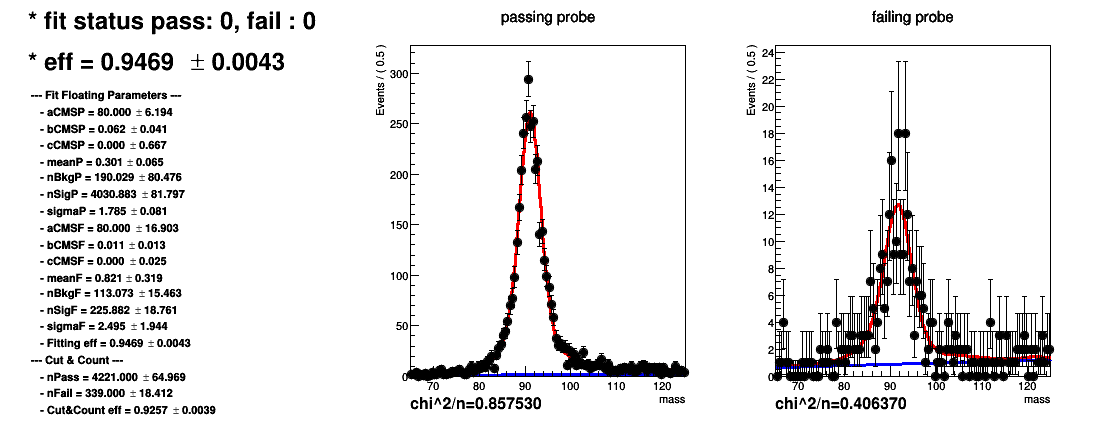 * fit status pass: 0, fail : 0
* eff = 0.9469 ± 0.0043
--- Fit Floating Parameters ---
- aCMSP = 80.000 ± 6.194
- bCMSP = 0.062 ± 0.041
- cCMSP = 0.000 ± 0.667
- meanP = 0.301 ± 0.065
- nBkgP = 190.029 ± 80.476
- nSigP = 4030.883 ± 81.797
- sigmaP = 1.785 ± 0.081
- aCMSF = 80.000 ± 16.903
- bCMSF = 0.011 ± 0.013
- cCMSF = 0.000 ± 0.025
- meanF = 0.821 ± 0.319
- nBkgF = 113.073 ± 15.463
- nSigF = 225.882 ± 18.761
- sigmaF = 2.495 ± 1.944
- Fitting eff = 0.9469 ± 0.0043
--- Cut & Count ---
- nPass = 4221.000 ± 64.969
- nFail = 339.000 ± 18.412
- Cut&Count eff = 0.9257 ± 0.0039
passing probe
Events / ( 0.5 )
300
250
200
150
100
50
0
70 80 90 100 110 120
mass
chi^2/n=0.857530
failing probe
Events / ( 0.5 )
24
22
20
18
16
14
12
10
8
6
4
2
0
70 80 90 100 110 120
mass
chi^2/n=0.406370